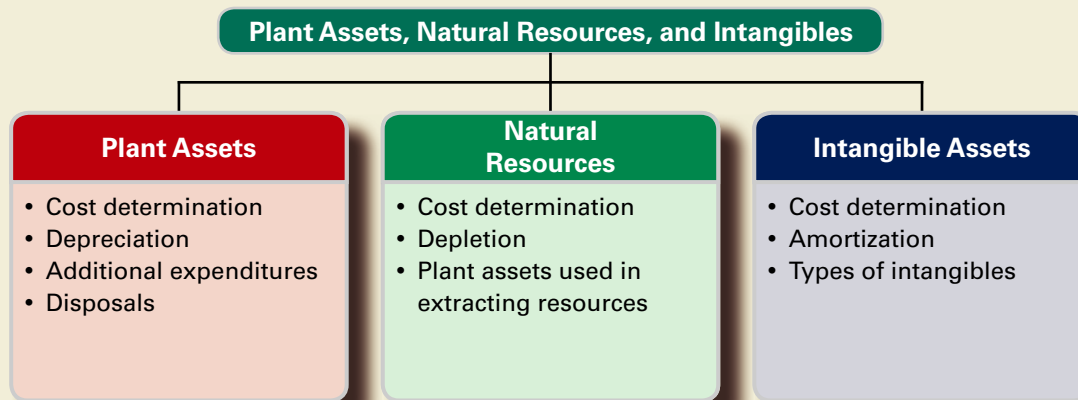 Plant Assets, Natural Resources, and Intangibles
Plant Assets
• Cost determination
• Depreciation
• Additional expenditures
• Disposals
Natural
Resources
• Cost determination
• Depletion
• Plant assets used in
extracting resources
Intangible Assets
• Cost determination
• Amortization
• Types of intangibles